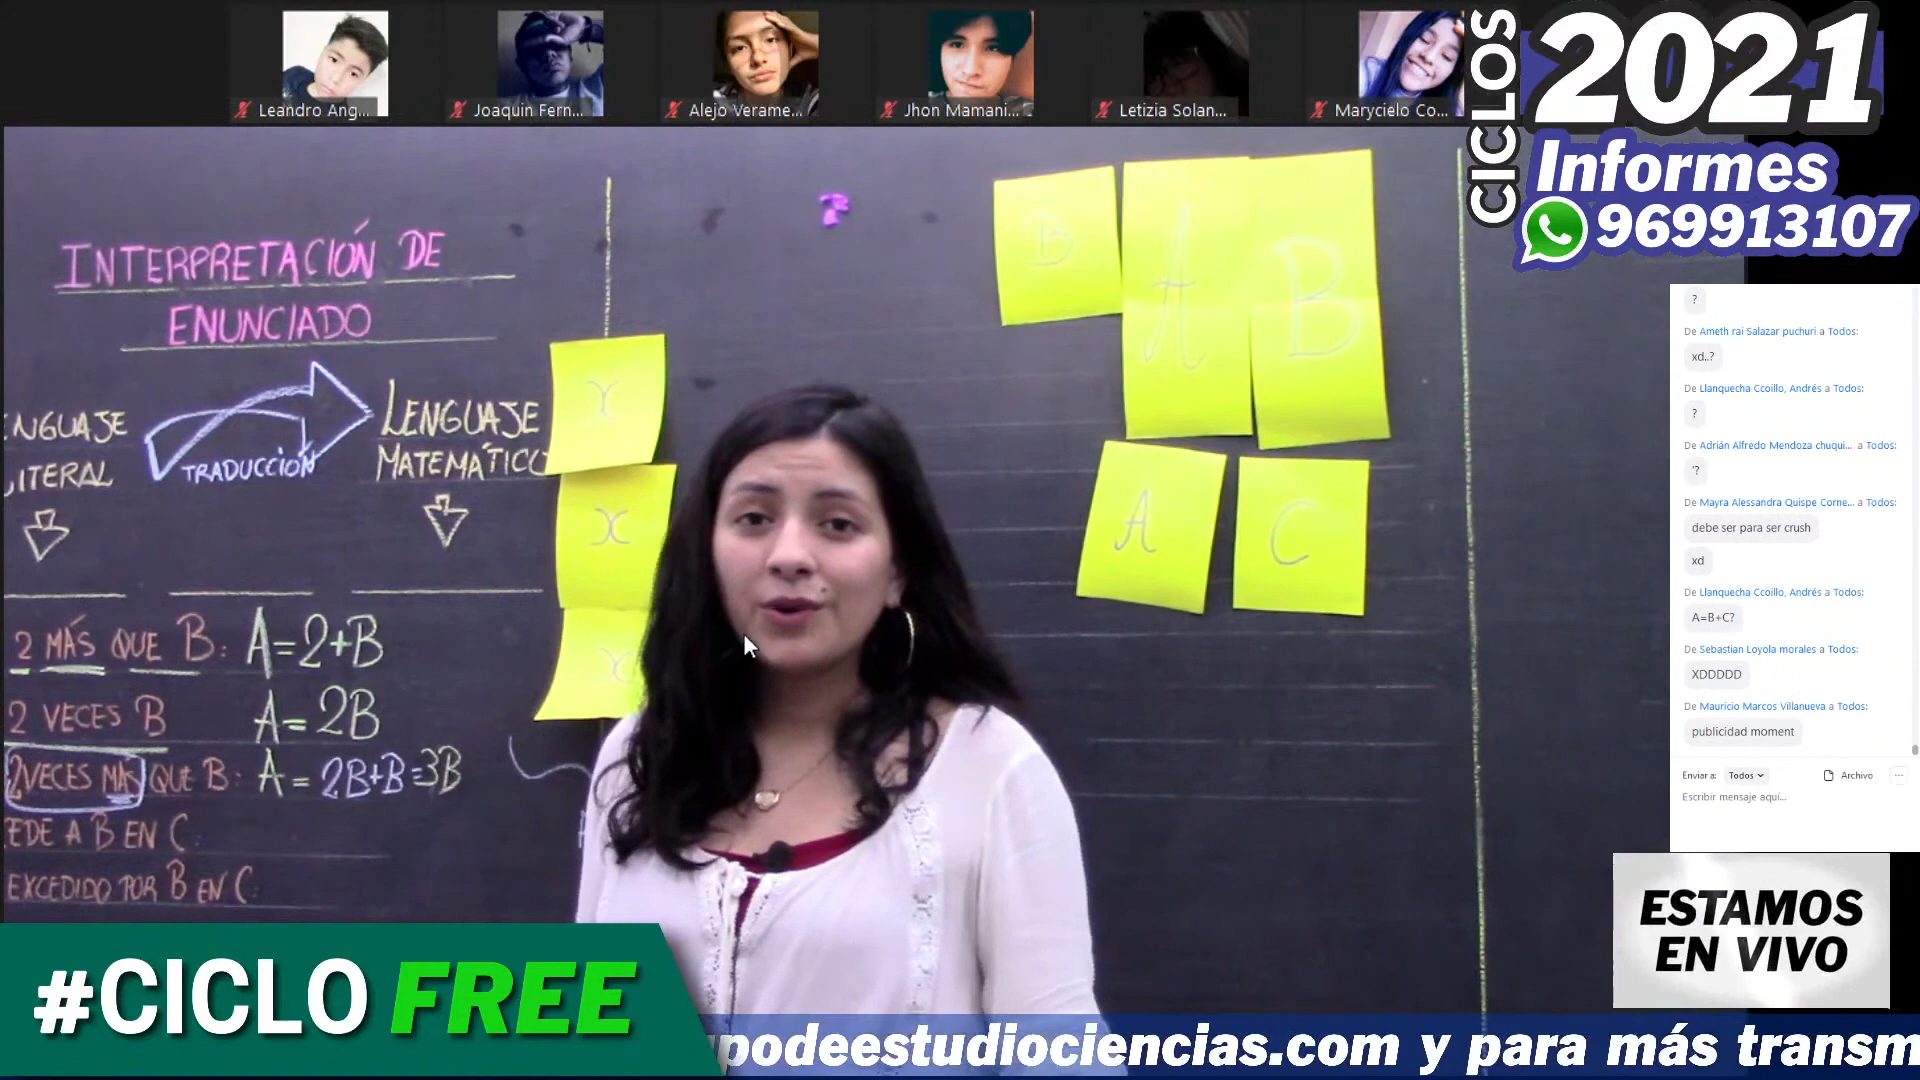 Leandro Ang...
Joaquin Fern...
Alejo Verame...
Jhon Mamani...
Letizia Solan...
Marycielo Co...
CICLOS
2021
Informes
969913107
INTERPRETACIÓN DE
ENUNCIADO
ENGUAJE
ITERAL
TRADUCCIÓN
LENGUAJE
MATEMÁTICO
2 MÁS QUE B: A=2+B
2 VECES B A=2B
2VECES MAS QUE B: A = 2B+B=3B
EDE A B EN C:
EXCEDIDO POR B EN C:
Y
X
B
A
B
A
C
?
De Ameth rai Salazar puchuri a Todos:
xd..?
De Llanquecha Ccoillo, Andrés a Todos:
?
De Adrián Alfredo Mendoza chuqui... a Todos:
'?
De Mayra Alessandra Quispe Corne... a Todos:
debe ser para ser crush
xd
De Llanquecha Ccoillo, Andrés a Todos:
A=B+C?
De Sebastian Loyola morales a Todos:
XDDDDD
De Mauricio Marcos Villanueva a Todos:
publicidad moment
Enviar a: Todos Archivo ...
Escribir mensaje aquí...
ESTAMOS
EN VIVO
#CICLO FREE
upodeestudiociencias.com y para más transm